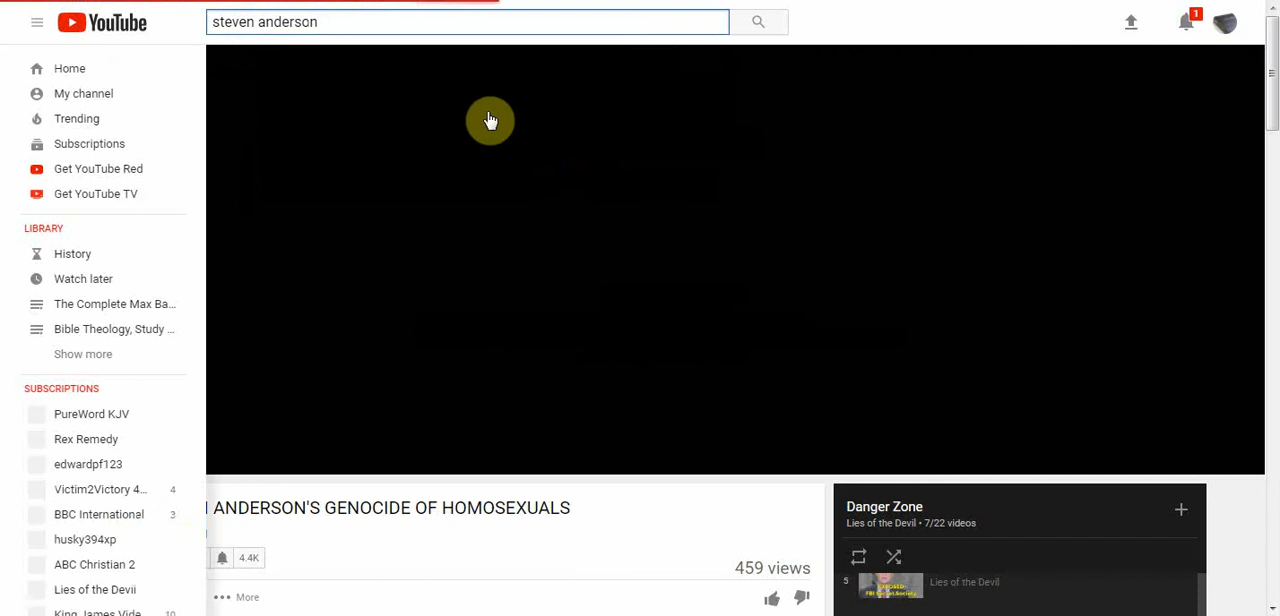 YouTube
steven anderson
1
Home
My channel
Trending
Subscriptions
Get YouTube Red
Get YouTube TV
LIBRARY
History
Watch later
The Complete Max Ba...
Bible Theology, Study ...
Show more
SUBSCRIPTIONS
PureWord KJV
Rex Remedy
edwardpf123
Victim2Victory 4... 4
BBC International 3
husky394xp
ABC Christian 2
Lies of the Devil
King James Vide... 10
ANDERSON'S GENOCIDE OF HOMOSEXUALS
4.4K
459 views
More
Danger Zone
Lies of the Devil • 7/22 videos
5
Lies of the Devil